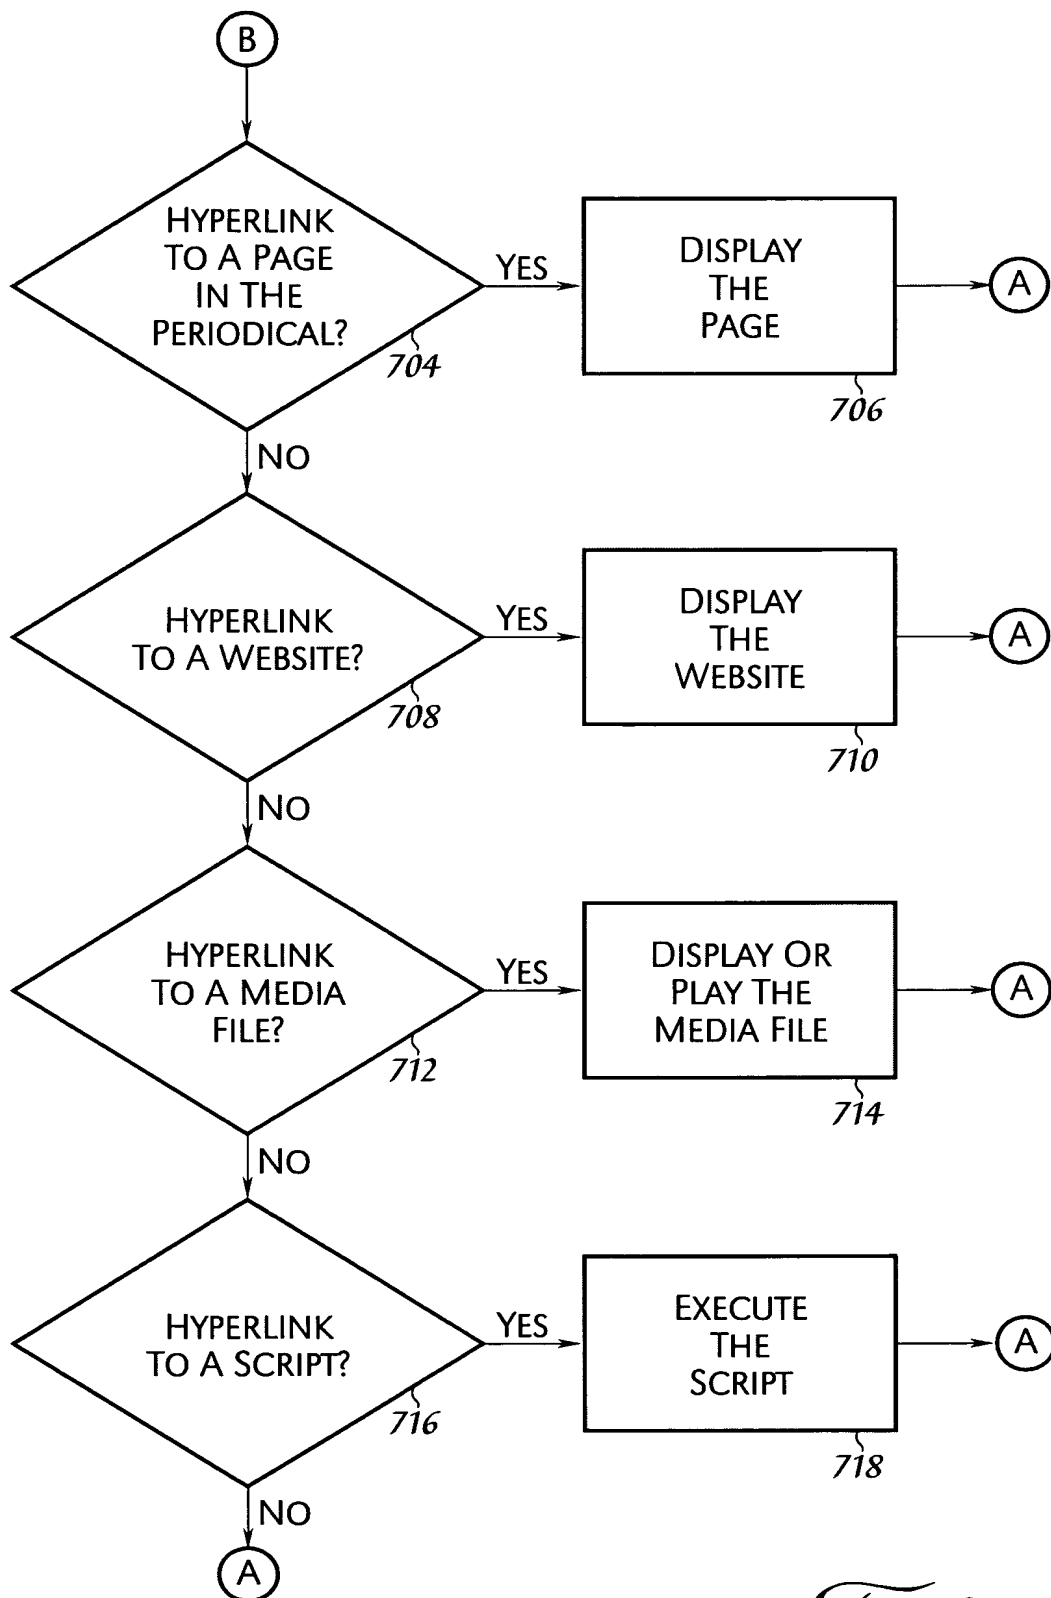 B
HYPERLINK
TO A PAGE
IN THE
PERIODICAL?
704
YES
DISPLAY
THE
PAGE
706
A
NO
HYPERLINK
TO A WEBSITE?
708
YES
DISPLAY
THE
WEBSITE
710
A
NO
HYPERLINK
TO A MEDIA
FILE?
712
YES
DISPLAY OR
PLAY THE
MEDIA FILE
714
A
NO
HYPERLINK
TO A SCRIPT?
716
YES
EXECUTE
THE
SCRIPT
718
A
NO
A